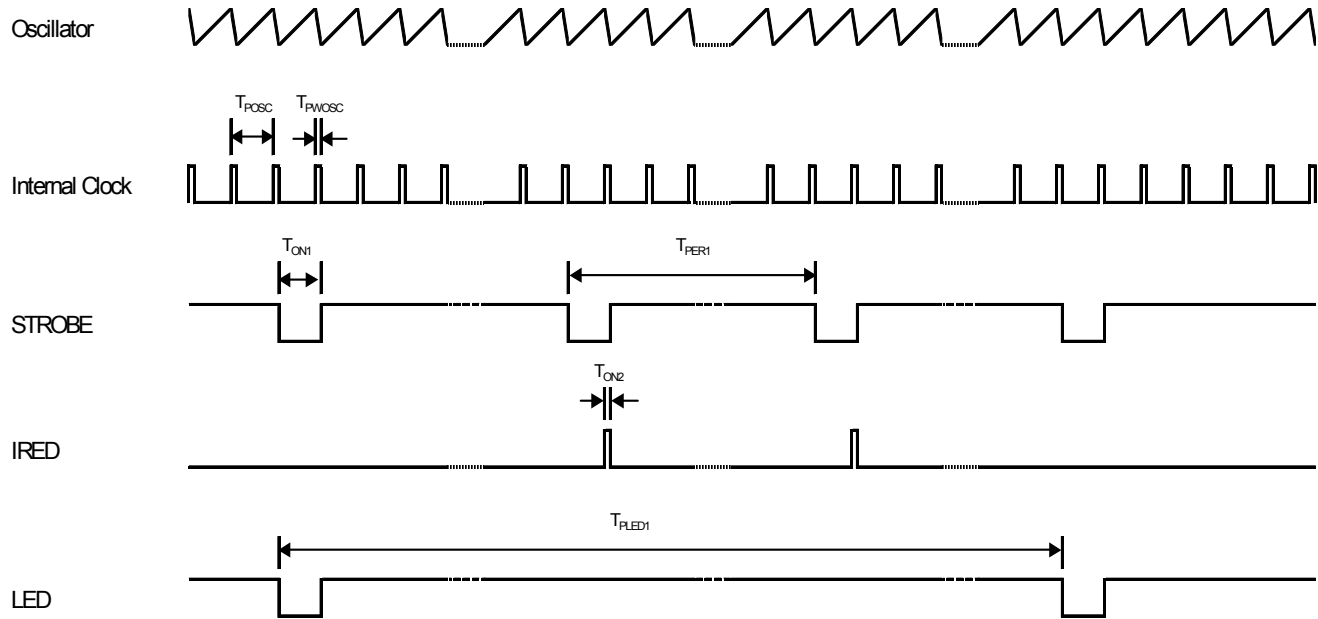 Oscillator
TPOSC TPWOSC
Internal Clock
TON1 TPER1
STROBE
TON2
IRED
TPLED1
LED